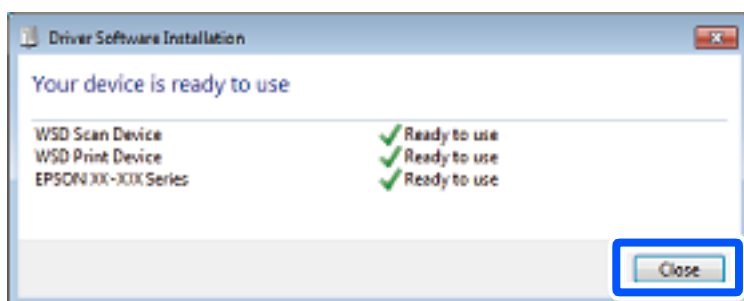 Driver Software Installation
Your device is ready to use
WSD Scan Device Ready to use
WSD Print Device Ready to use
EPSON XX-XXX Series Ready to use
Close